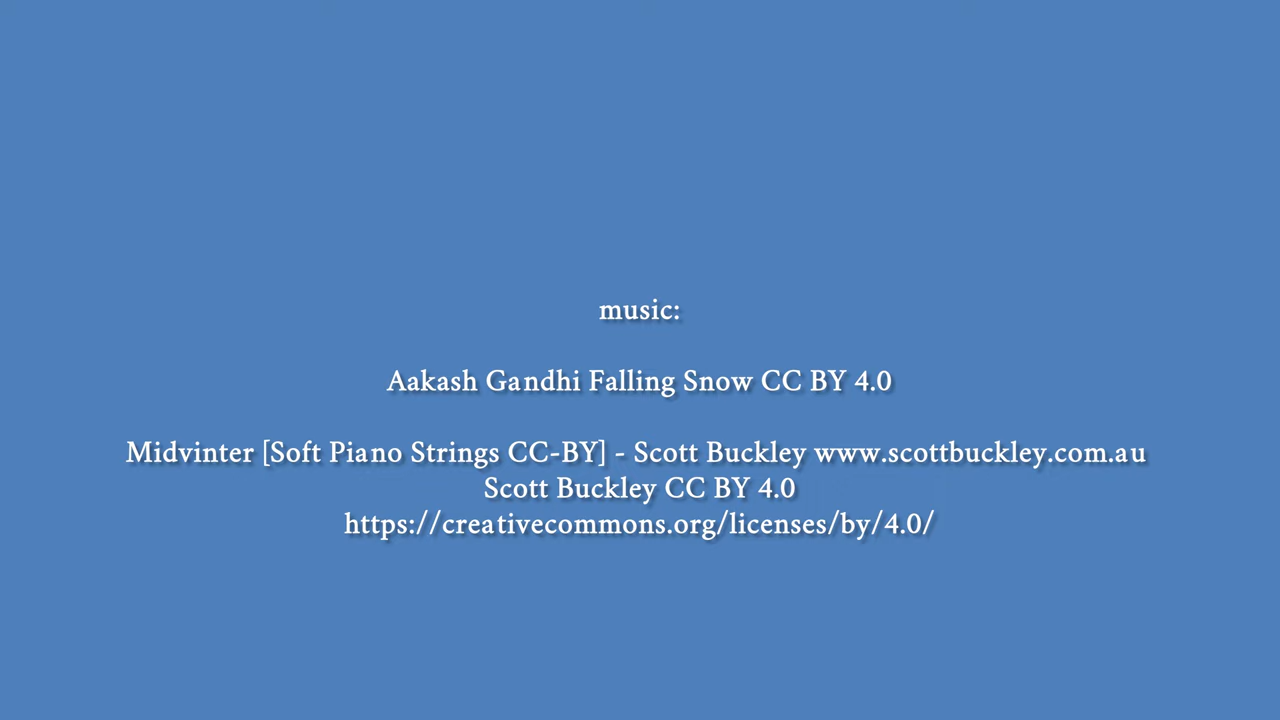 music:
Aakash Gandhi Falling Snow CC BY 4.0
Midvinter [Soft Piano Strings CC-BY] - Scott Buckley www.scottbuckley.com.au
Scott Buckley CC BY 4.0
https://creativecommons.org/licenses/by/4.0/